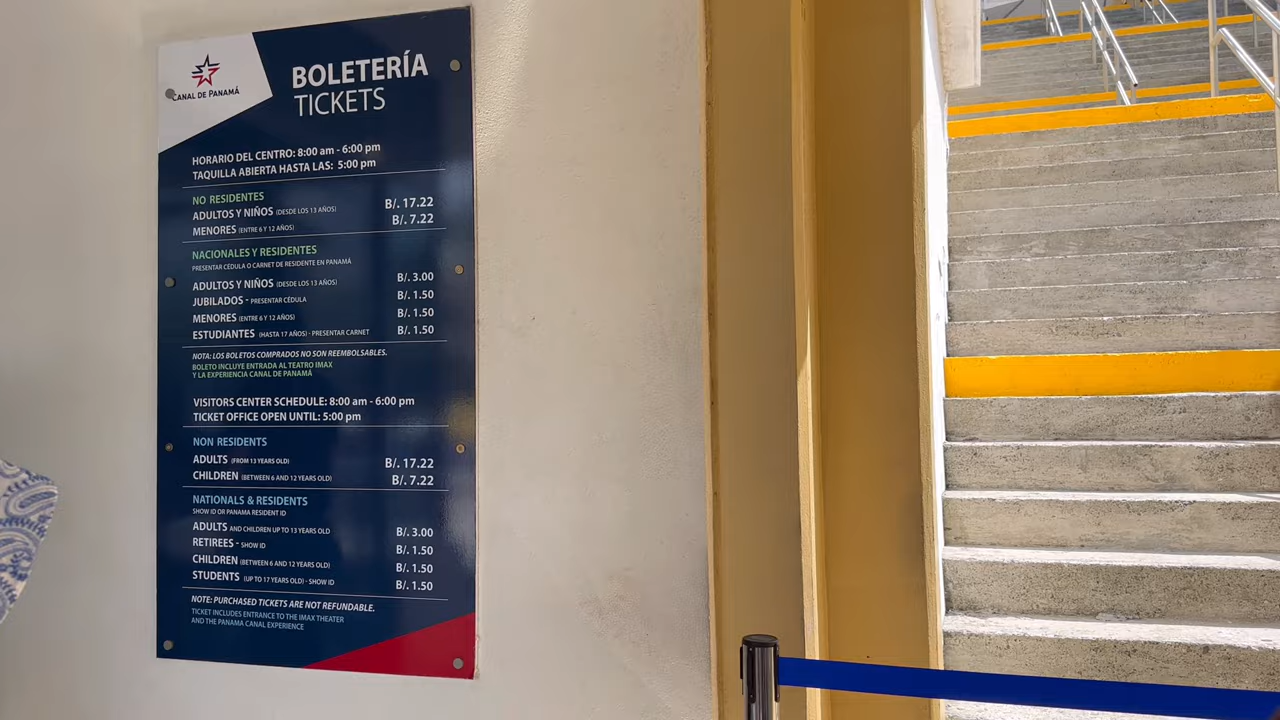 CANAL DE PANAMÁ
BOLETERÍA
TICKETS
HORARIO DEL CENTRO: 8:00 am - 6:00 pm
TAQUILLA ABIERTA HASTA LAS: 5:00 pm
NO RESIDENTES
ADULTOS Y NIÑOS (DESDE LOS 13 AÑOS) B/. 17.22
MENORES (ENTRE 6 Y 12 AÑOS) B/. 7.22
NACIONALES Y RESIDENTES
PRESENTAR CÉDULA O CARNET DE RESIDENTE EN PANAMÁ
ADULTOS Y NIÑOS (DESDE LOS 13 AÑOS) B/. 3.00
JUBILADOS - PRESENTAR CÉDULA B/. 1.50
MENORES (ENTRE 6 Y 12 AÑOS) B/. 1.50
ESTUDIANTES (HASTA 17 AÑOS) - PRESENTAR CARNET B/. 1.50
NOTA: LOS BOLETOS COMPRADOS NO SON REEMBOLSABLES.
BOLETO INCLUYE ENTRADA AL TEATRO IMAX
Y LA EXPERIENCIA CANAL DE PANAMÁ
VISITORS CENTER SCHEDULE: 8:00 am - 6:00 pm
TICKET OFFICE OPEN UNTIL: 5:00 pm
NON RESIDENTS
ADULTS (FROM 13 YEARS OLD) B/. 17.22
CHILDREN (BETWEEN 6 AND 12 YEARS OLD) B/. 7.22
NATIONALS & RESIDENTS
SHOW ID OR PANAMA RESIDENT ID
ADULTS AND CHILDREN UP TO 13 YEARS OLD B/. 3.00
RETIREES - SHOW ID B/. 1.50
CHILDREN (BETWEEN 6 AND 12 YEARS OLD) B/. 1.50
STUDENTS (UP TO 17 YEARS OLD) - SHOW ID B/. 1.50
NOTE: PURCHASED TICKETS ARE NOT REFUNDABLE.
TICKET INCLUDES ENTRANCE TO THE IMAX THEATER
AND THE PANAMA CANAL EXPERIENCE